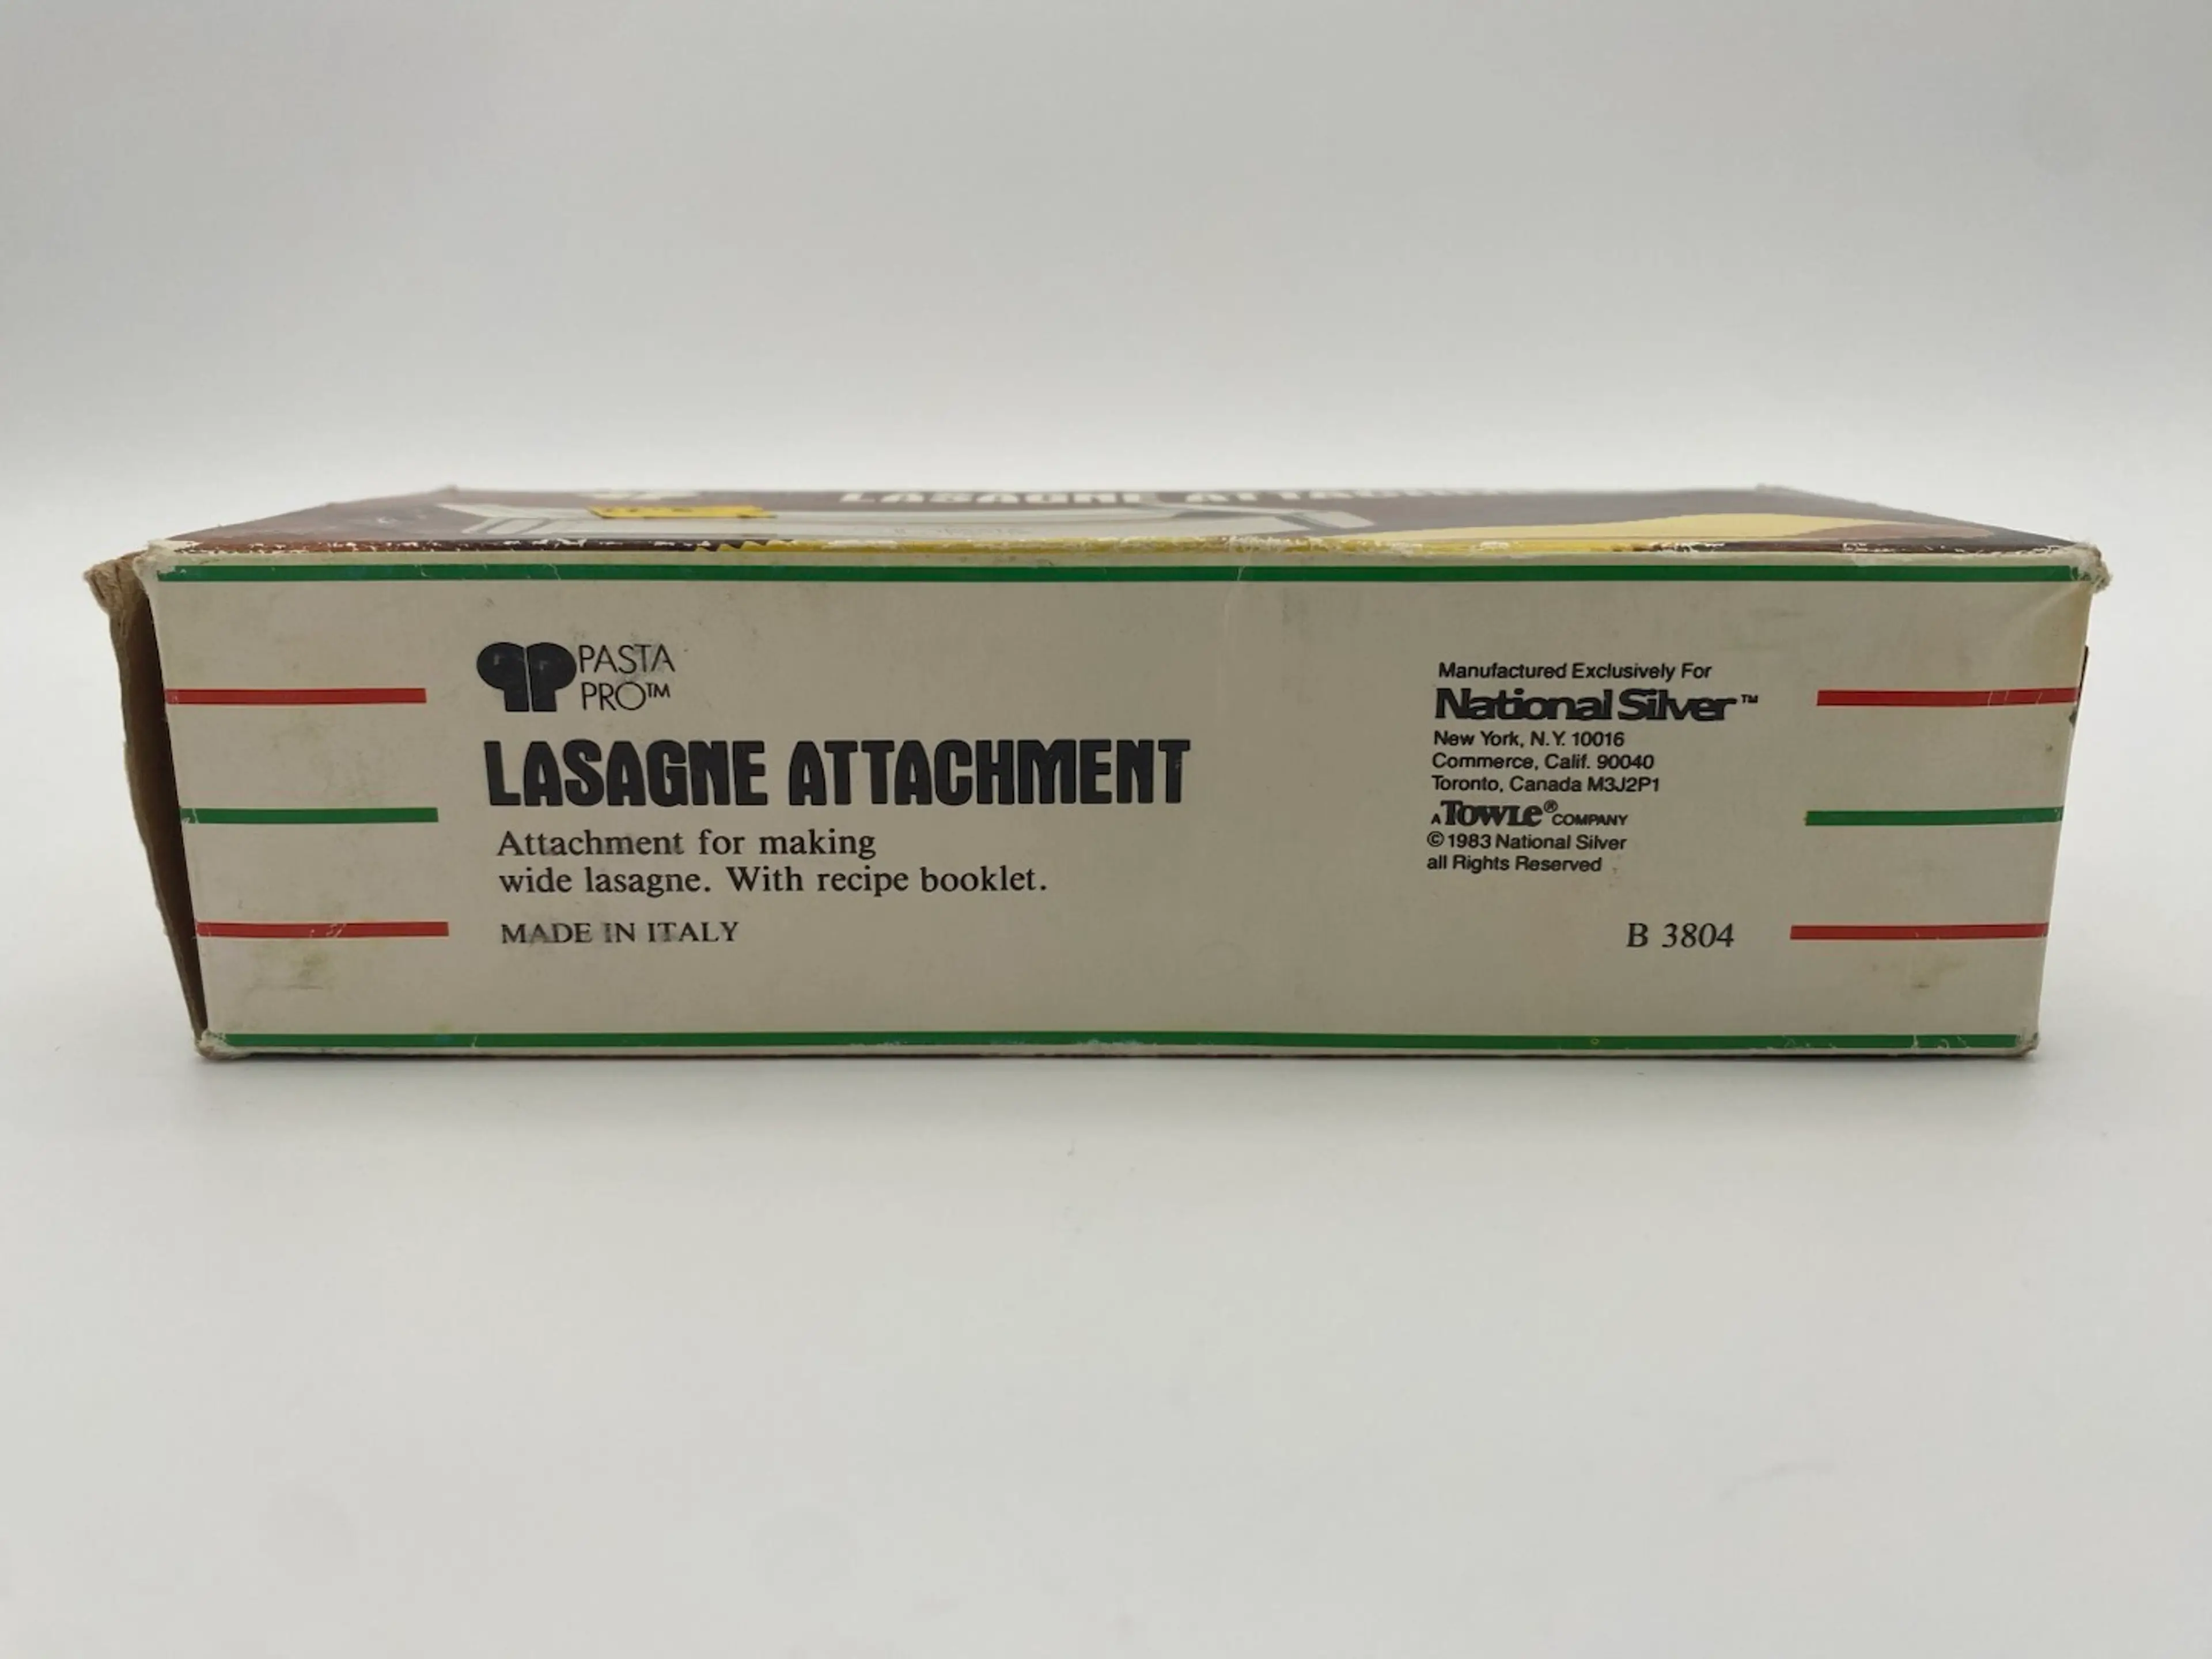 LASAGNE ATTACHMENT
PASTA
PRO™
LASAGNE ATTACHMENT
Attachment for making
wide lasagne. With recipe booklet.
MADE IN ITALY
Manufactured Exclusively For
National Silver™
New York, N.Y. 10016
Commerce, Calif. 90040
Toronto, Canada M3J2P1
A TOWLE® COMPANY
© 1983 National Silver
all Rights Reserved
B 3804